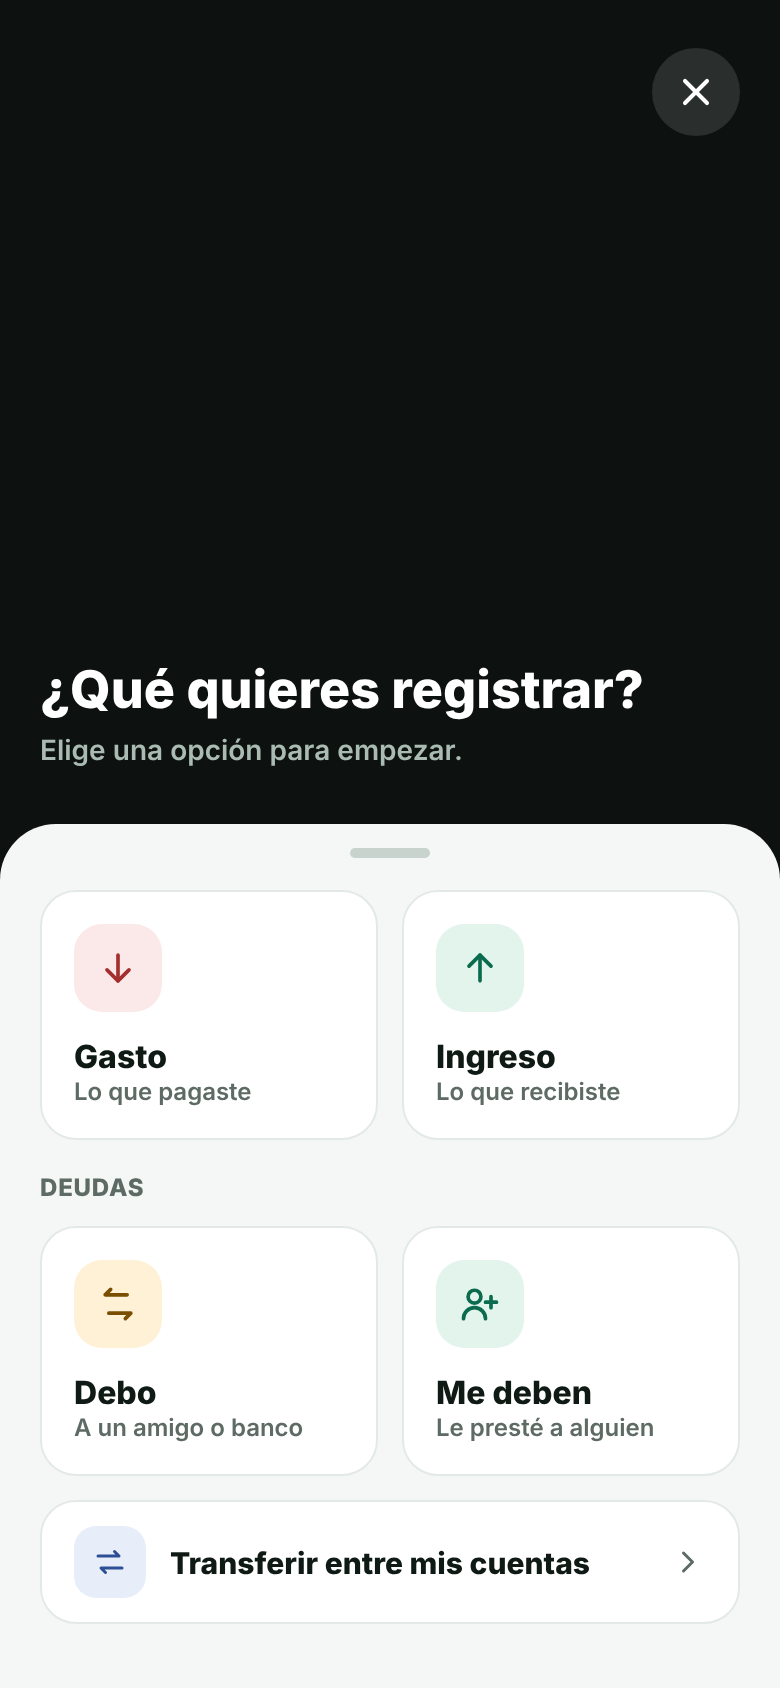 ¿Qué quieres registrar?
Elige una opción para empezar.
Gasto
Lo que pagaste
Ingreso
Lo que recibiste
DEUDAS
Debo
A un amigo o banco
Me deben
Le presté a alguien
Transferir entre mis cuentas